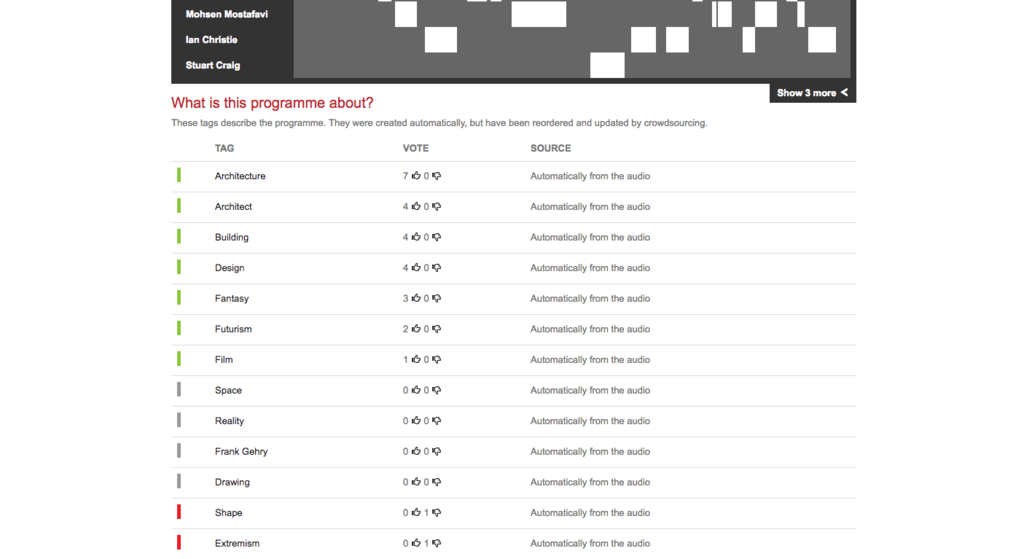 Mohsen Mostafavi
Ian Christie
Stuart Craig
Show 3 more <
What is this programme about?
These tags describe the programme. They were created automatically, but have been reordered and updated by crowdsourcing.
TAG VOTE SOURCE
Architecture 7 0 Automatically from the audio
Architect 4 0 Automatically from the audio
Building 4 0 Automatically from the audio
Design 4 0 Automatically from the audio
Fantasy 3 0 Automatically from the audio
Futurism 2 0 Automatically from the audio
Film 1 0 Automatically from the audio
Space 0 0 Automatically from the audio
Reality 0 0 Automatically from the audio
Frank Gehry 0 0 Automatically from the audio
Drawing 0 0 Automatically from the audio
Shape 0 1 Automatically from the audio
Extremism 0 1 Automatically from the audio